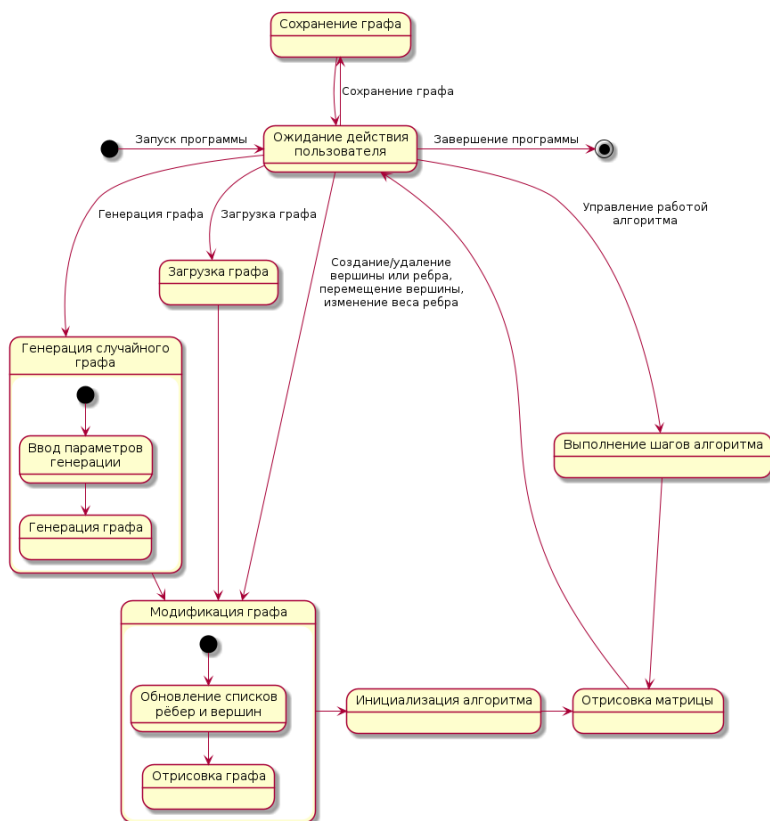 Сохранение графа
Сохранение графа
Запуск программы
Ожидание действия
пользователя
Завершение программы
Генерация графа
Загрузка графа
Управление работой
алгоритма
Создание/удаление
вершины или ребра,
перемещение вершины,
изменение веса ребра
Загрузка графа
Генерация случайного
графа
Ввод параметров
генерации
Генерация графа
Выполнение шагов алгоритма
Модификация графа
Обновление списков
рёбер и вершин
Отрисовка графа
Инициализация алгоритма
Отрисовка матрицы